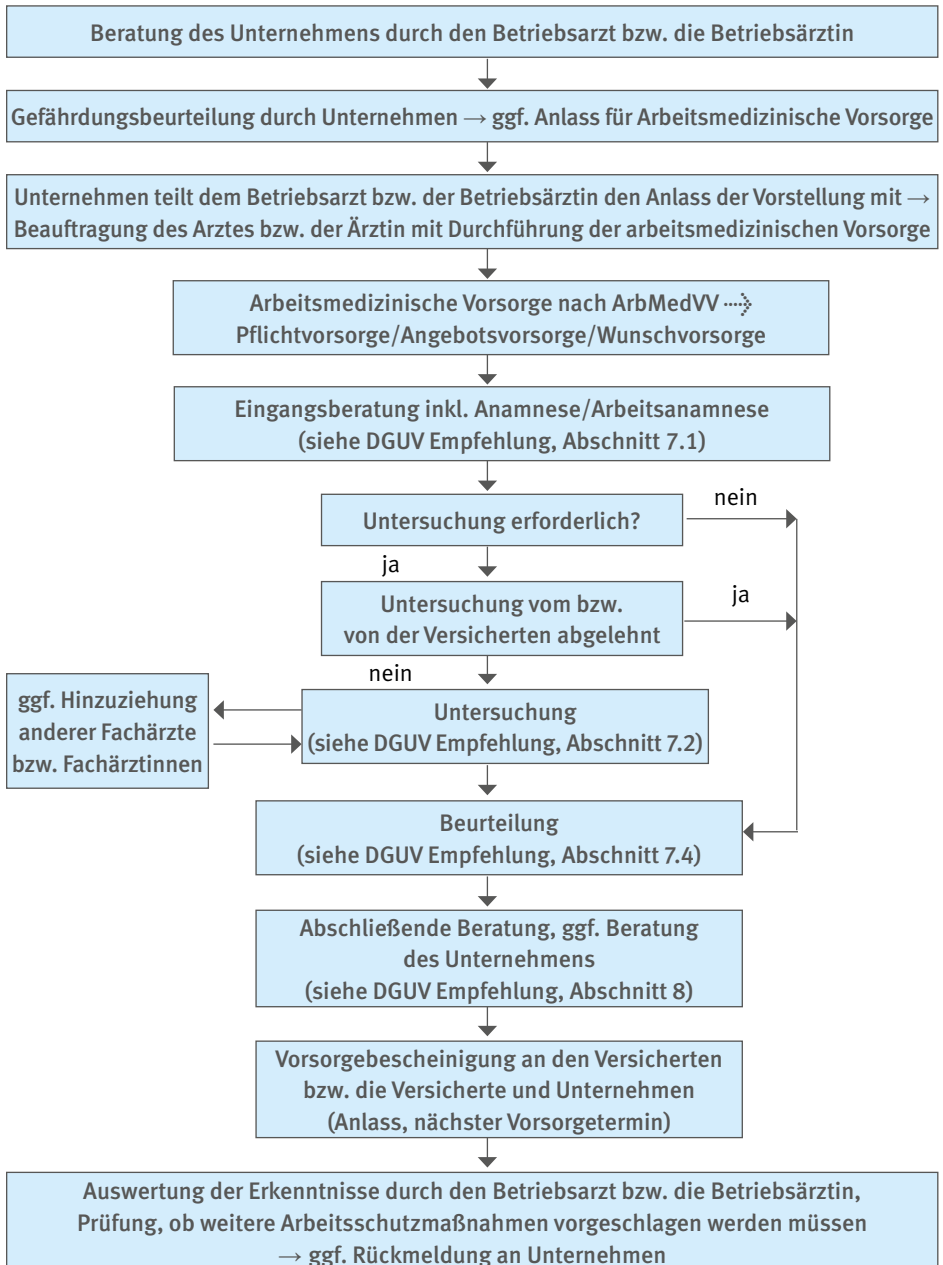 Beratung des Unternehmens durch den Betriebsarzt bzw. die Betriebsärztin
Gefährdungsbeurteilung durch Unternehmen → ggf. Anlass für Arbeitsmedizinische Vorsorge
Unternehmen teilt dem Betriebsarzt bzw. der Betriebsärztin den Anlass der Vorstellung mit →
Beauftragung des Arztes bzw. der Ärztin mit Durchführung der arbeitsmedizinischen Vorsorge
Arbeitsmedizinische Vorsorge nach ArbMedVV ····›
Pflichtvorsorge/Angebotsvorsorge/Wunschvorsorge
Eingangsberatung inkl. Anamnese/Arbeitsanamnese
(siehe DGUV Empfehlung, Abschnitt 7.1)
Untersuchung erforderlich?
nein
ja
Untersuchung vom bzw.
von der Versicherten abgelehnt
ja
nein
ggf. Hinzuziehung
anderer Fachärzte
bzw. Fachärztinnen
Untersuchung
(siehe DGUV Empfehlung, Abschnitt 7.2)
Beurteilung
(siehe DGUV Empfehlung, Abschnitt 7.4)
Abschließende Beratung, ggf. Beratung
des Unternehmens
(siehe DGUV Empfehlung, Abschnitt 8)
Vorsorgebescheinigung an den Versicherten
bzw. die Versicherte und Unternehmen
(Anlass, nächster Vorsorgetermin)
Auswertung der Erkenntnisse durch den Betriebsarzt bzw. die Betriebsärztin,
Prüfung, ob weitere Arbeitsschutzmaßnahmen vorgeschlagen werden müssen
→ ggf. Rückmeldung an Unternehmen